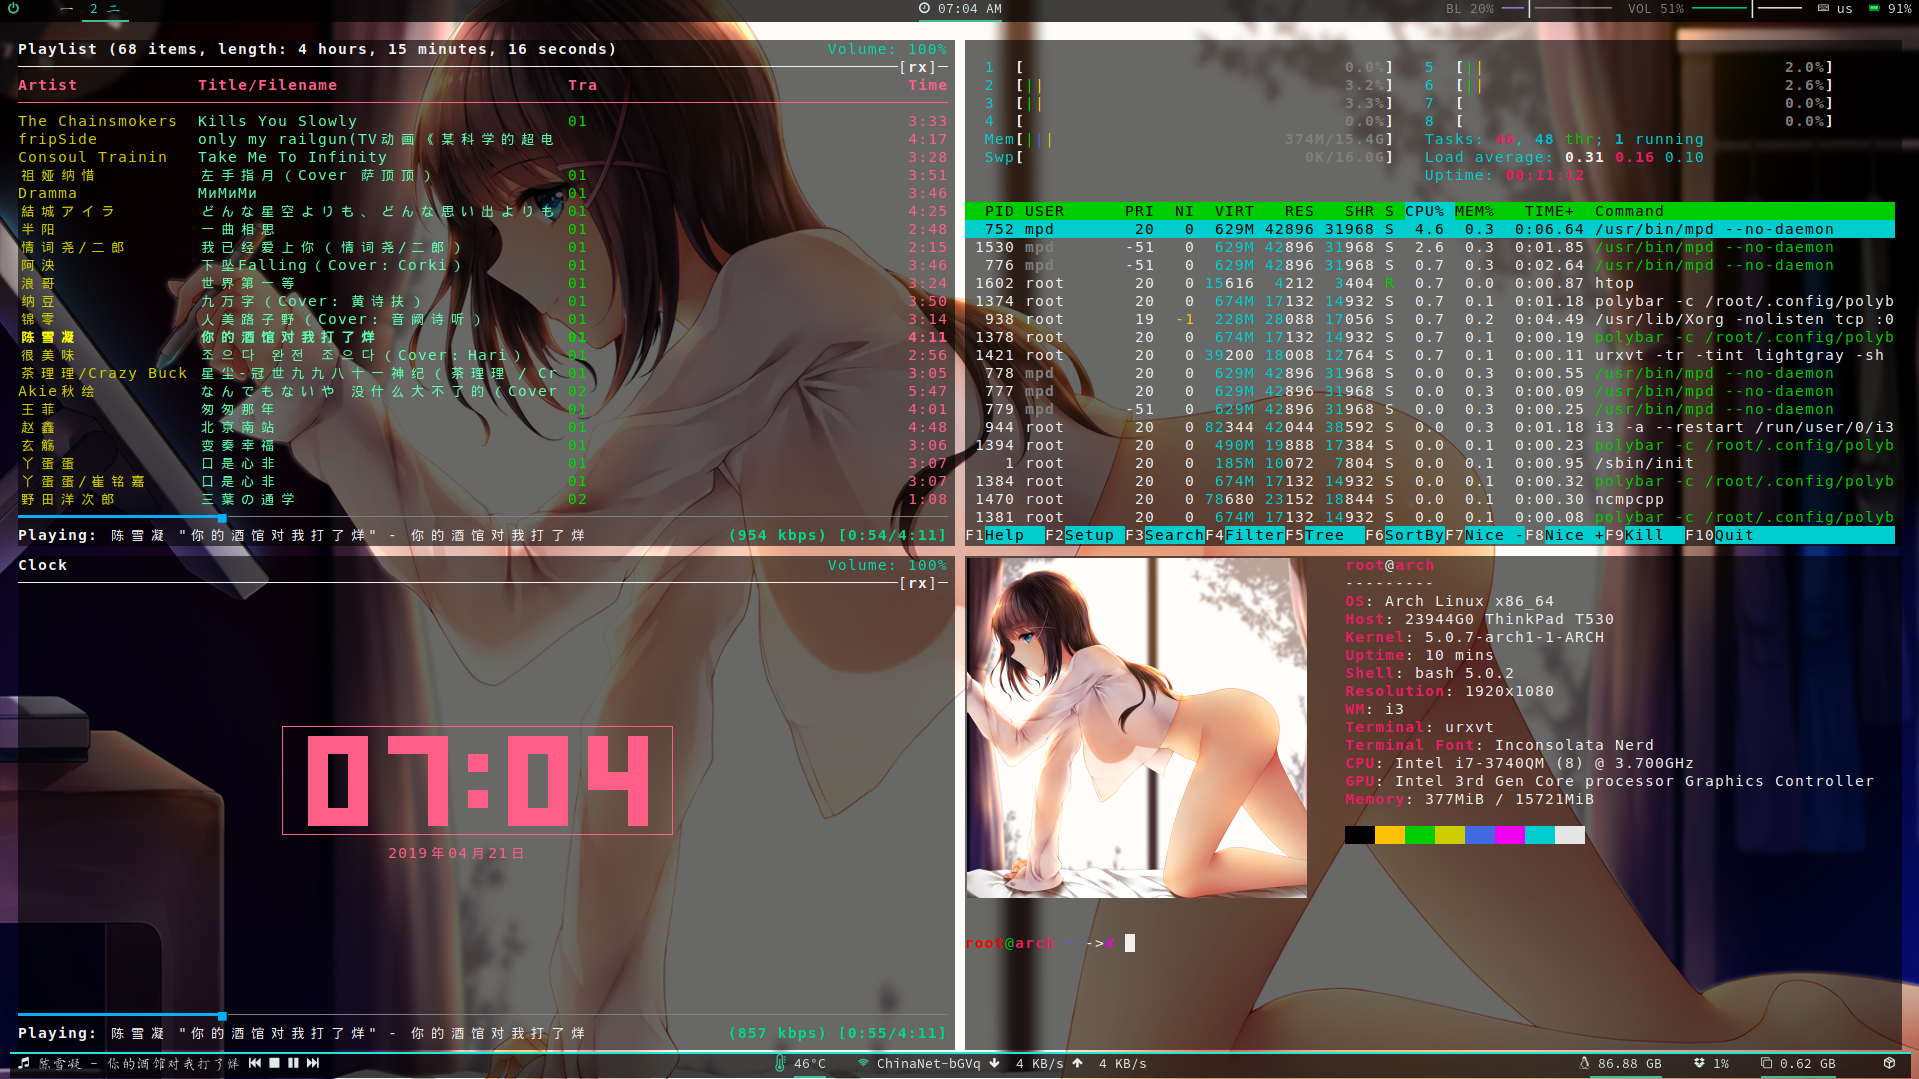 一 2 二 07:04 AM BL 20% VOL 51% us 91%
Playlist (68 items, length: 4 hours, 15 minutes, 16 seconds) Volume: 100%
[rx]
Artist Title/Filename Tra Time
The Chainsmokers Kills You Slowly 01 3:33
fripSide only my railgun(TV动画《某科学的超电 4:17
Consoul Trainin Take Me To Infinity 3:28
祖娅纳惜 左手指月(Cover 萨顶顶) 01 3:51
Dramma МиМиМи 01 3:46
結城アイラ どんな星空よりも、どんな思い出よりも 01 4:25
半阳 一曲相思 01 2:48
情词尧/二郎 我已经爱上你(情词尧/二郎) 01 2:15
阿泱 下坠Falling(Cover: Corki) 01 3:46
浪哥 世界第一等 01 3:24
纳豆 九万字(Cover: 黄诗扶) 01 3:50
锦零 人美路子野(Cover: 音阙诗听) 01 3:14
陈雪凝 你的酒馆对我打了烊 01 4:11
很美味 조으다 완전 조으다(Cover: Hari) 01 2:56
茶理理/Crazy Buck 星尘-冠世九九八十一神纪(茶理理 / Cr 01 3:05
Akie秋绘 なんでもないや 没什么大不了的(Cover 02 5:47
王菲 匆匆那年 01 4:01
赵鑫 北京南站 01 4:48
玄觞 变奏幸福 01 3:06
丫蛋蛋 口是心非 01 3:07
丫蛋蛋/崔铭嘉 口是心非 01 3:07
野田洋次郎 三葉の通学 02 1:08
Playing: 陈雪凝 "你的酒馆对我打了烊" - 你的酒馆对我打了烊 (954 kbps) [0:54/4:11]
1 [ 0.0%] 5 [|| 2.0%]
2 [|| 3.2%] 6 [|| 2.6%]
3 [|| 3.3%] 7 [ 0.0%]
4 [ 0.0%] 8 [ 0.0%]
Mem[||| 374M/15.4G] Tasks: 46, 48 thr; 1 running
Swp[ 0K/16.0G] Load average: 0.31 0.16 0.10
Uptime: 00:11:12
PID USER PRI NI VIRT RES SHR S CPU% MEM% TIME+ Command
752 mpd 20 0 629M 42896 31968 S 4.6 0.3 0:06.64 /usr/bin/mpd --no-daemon
1530 mpd -51 0 629M 42896 31968 S 2.6 0.3 0:01.85 /usr/bin/mpd --no-daemon
776 mpd -51 0 629M 42896 31968 S 0.7 0.3 0:02.64 /usr/bin/mpd --no-daemon
1602 root 20 0 15616 4212 3404 R 0.7 0.0 0:00.87 htop
1374 root 20 0 674M 17132 14932 S 0.7 0.1 0:01.18 polybar -c /root/.config/polyb
938 root 19 -1 228M 28088 17056 S 0.7 0.2 0:04.49 /usr/lib/Xorg -nolisten tcp :0
1378 root 20 0 674M 17132 14932 S 0.7 0.1 0:00.19 polybar -c /root/.config/polyb
1421 root 20 0 39200 18008 12764 S 0.7 0.1 0:00.11 urxvt -tr -tint lightgray -sh
778 mpd 20 0 629M 42896 31968 S 0.0 0.3 0:00.55 /usr/bin/mpd --no-daemon
777 mpd 20 0 629M 42896 31968 S 0.0 0.3 0:00.09 /usr/bin/mpd --no-daemon
779 mpd -51 0 629M 42896 31968 S 0.0 0.3 0:00.25 /usr/bin/mpd --no-daemon
944 root 20 0 82344 42044 38592 S 0.0 0.3 0:01.18 i3 -a --restart /run/user/0/i3
1394 root 20 0 490M 19888 17384 S 0.0 0.1 0:00.23 polybar -c /root/.config/polyb
1 root 20 0 185M 10072 7804 S 0.0 0.1 0:00.95 /sbin/init
1384 root 20 0 674M 17132 14932 S 0.0 0.1 0:00.32 polybar -c /root/.config/polyb
1470 root 20 0 78680 23152 18844 S 0.0 0.1 0:00.30 ncmpcpp
1381 root 20 0 674M 17132 14932 S 0.0 0.1 0:00.08 polybar -c /root/.config/polyb
F1Help F2Setup F3SearchF4FilterF5Tree F6SortByF7Nice -F8Nice +F9Kill F10Quit
Clock Volume: 100%
[rx]
07:04
2019年04月21日
Playing: 陈雪凝 "你的酒馆对我打了烊" - 你的酒馆对我打了烊 (857 kbps) [0:55/4:11]
root@arch
---------
OS: Arch Linux x86_64
Host: 23944G0 ThinkPad T530
Kernel: 5.0.7-arch1-1-ARCH
Uptime: 10 mins
Shell: bash 5.0.2
Resolution: 1920x1080
WM: i3
Terminal: urxvt
Terminal Font: Inconsolata Nerd
CPU: Intel i7-3740QM (8) @ 3.700GHz
GPU: Intel 3rd Gen Core processor Graphics Controller
Memory: 377MiB / 15721MiB
root@arch ~ ->#
陈雪凝 - 你的酒馆对我打了烊 46°C ChinaNet-bGVq 4 KB/s 4 KB/s 86.88 GB 1% 0.62 GB